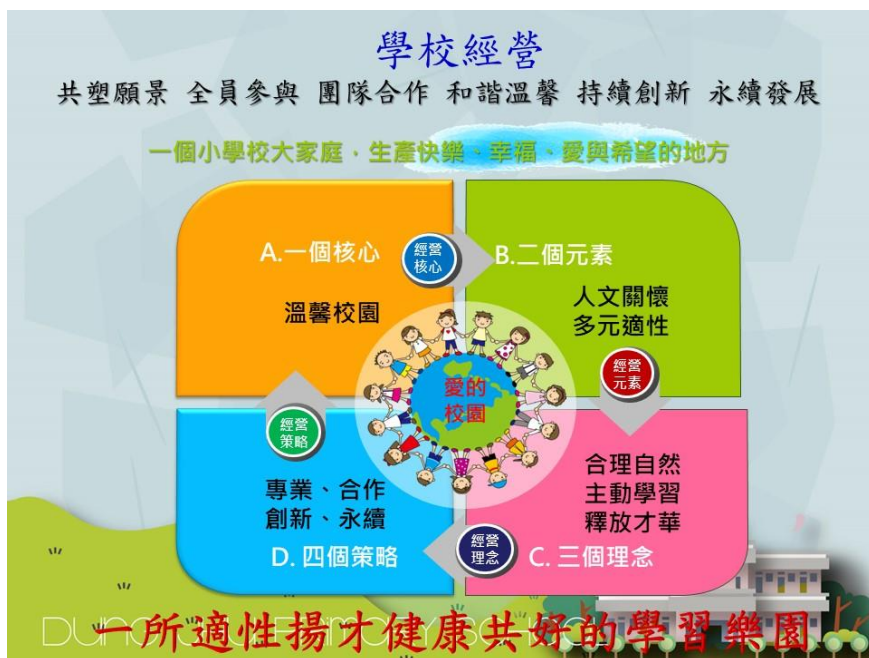 學校經營
共塑願景 全員參與 團隊合作 和諧溫馨 持續創新 永續發展
一個小學校大家庭，生產快樂、幸福、愛與希望的地方
A.一個核心
經營
核心
B.二個元素
溫馨校園
人文關懷
多元適性
經營
元素
愛的
校園
經營
策略
專業、合作
創新、永續
D. 四個策略
合理自然
主動學習
釋放才華
經營
理念
C. 三個理念
一所適性揚才健康共好的學習樂園